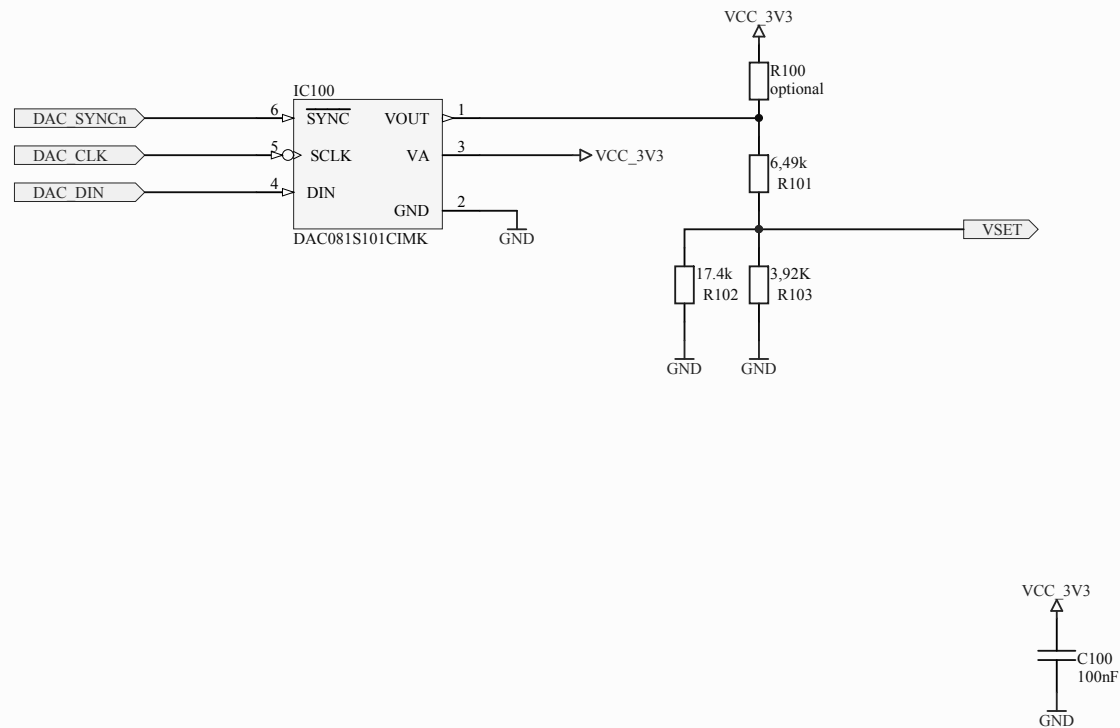 VCC_3V3
R100
optional
IC100
DAC_SYNCn
6
SYNC
VOUT
1
DAC_CLK
5
SCLK
VA
3
VCC_3V3
6,49k
R101
DAC_DIN
4
DIN
GND
2
DAC081S101CIMK
GND
VSET
17.4k
R102
3,92K
R103
GND
GND
VCC_3V3
C100
100nF
GND